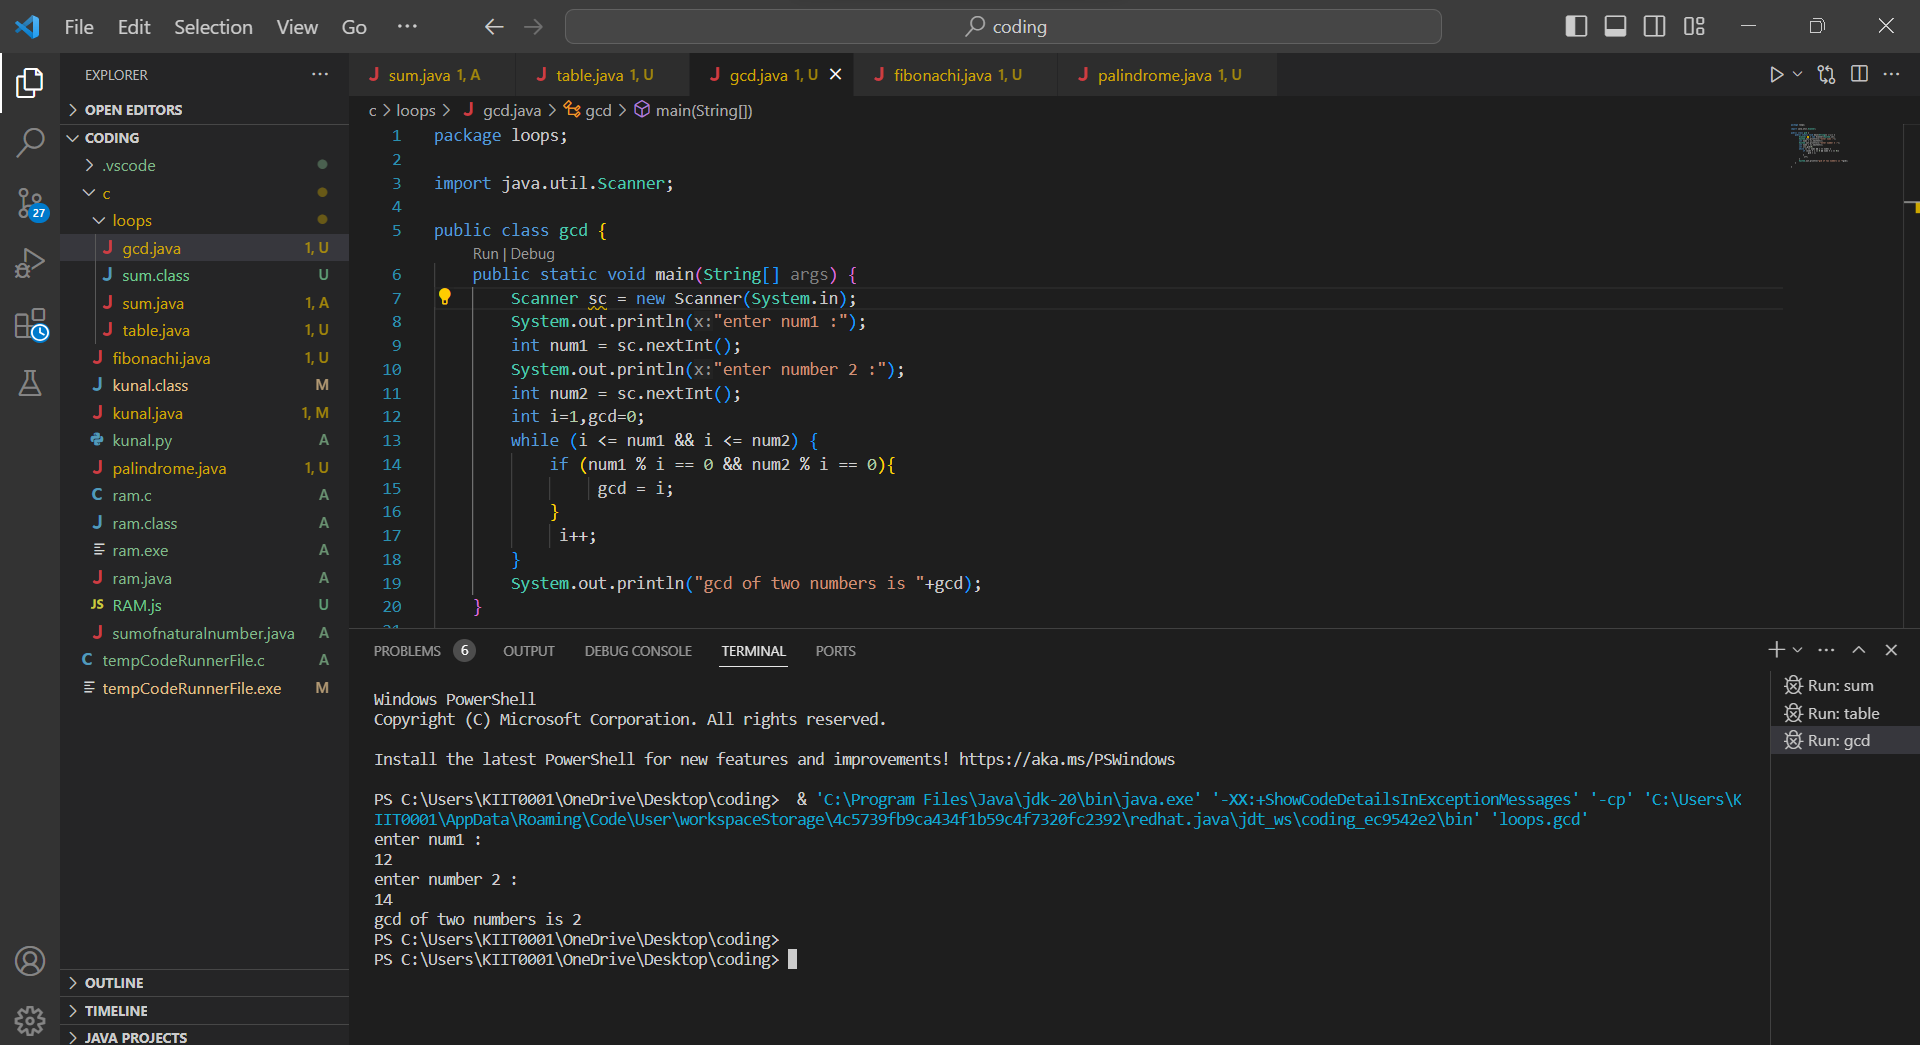 File Edit Selection View Go ···
coding
EXPLORER ···
OPEN EDITORS
CODING
.vscode
c
loops
gcd.java 1, U
sum.class U
sum.java 1, A
table.java 1, U
fibonachi.java 1, U
kunal.class M
kunal.java 1, M
kunal.py A
palindrome.java 1, U
ram.c A
ram.class A
ram.exe A
ram.java A
RAM.js U
sumofnaturalnumber.java A
tempCodeRunnerFile.c A
tempCodeRunnerFile.exe M
OUTLINE
TIMELINE
JAVA PROJECTS
27
sum.java 1, A table.java 1, U gcd.java 1, U fibonachi.java 1, U palindrome.java 1, U
c > loops > gcd.java > gcd > main(String[])
1 package loops;
2
3 import java.util.Scanner;
4
5 public class gcd {
Run | Debug
6 public static void main(String[] args) {
7 Scanner sc = new Scanner(System.in);
8 System.out.println(x:"enter num1 :");
9 int num1 = sc.nextInt();
10 System.out.println(x:"enter number 2 :");
11 int num2 = sc.nextInt();
12 int i=1,gcd=0;
13 while (i <= num1 && i <= num2) {
14 if (num1 % i == 0 && num2 % i == 0){
15 gcd = i;
16 }
17 i++;
18 }
19 System.out.println("gcd of two numbers is "+gcd);
20 }
PROBLEMS 6 OUTPUT DEBUG CONSOLE TERMINAL PORTS
Windows PowerShell
Copyright (C) Microsoft Corporation. All rights reserved.
Install the latest PowerShell for new features and improvements! https://aka.ms/PSWindows
PS C:\Users\KIIT0001\OneDrive\Desktop\coding> & 'C:\Program Files\Java\jdk-20\bin\java.exe' '-XX:+ShowCodeDetailsInExceptionMessages' '-cp' 'C:\Users\K
IIT0001\AppData\Roaming\Code\User\workspaceStorage\4c5739fb9ca434f1b59c4f7320fc2392\redhat.java\jdt_ws\coding_ec9542e2\bin' 'loops.gcd'
enter num1 :
12
enter number 2 :
14
gcd of two numbers is 2
PS C:\Users\KIIT0001\OneDrive\Desktop\coding>
PS C:\Users\KIIT0001\OneDrive\Desktop\coding>
Run: sum
Run: table
Run: gcd